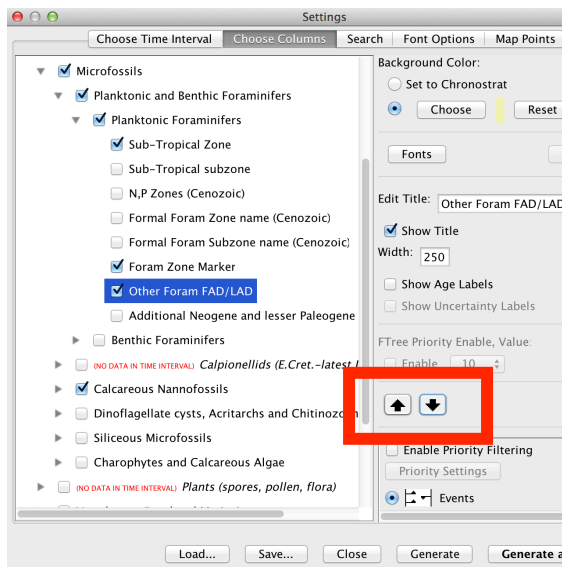 Settings
Choose Time Interval
Choose Columns
Search
Font Options
Map Points
Microfossils
Planktonic and Benthic Foraminifers
Planktonic Foraminifers
Sub-Tropical Zone
Sub-Tropical subzone
N,P Zones (Cenozoic)
Formal Foram Zone name (Cenozoic)
Formal Foram Subzone name (Cenozoic)
Foram Zone Marker
Other Foram FAD/LAD
Additional Neogene and lesser Paleogene
Benthic Foraminifers
(NO DATA IN TIME INTERVAL) Calpionellids (E.Cret.-latest
Calcareous Nannofossils
Dinoflagellate cysts, Acritarchs and
Siliceous Microfossils
Charophytes and Calcareous Algae
(NO DATA IN TIME INTERVAL) Plants (spores, pollen, flora)
Background Color:
Set to Chronostrat
Choose
Reset
Fonts
Edit Title: Other Foram FAD/LAD
Show Title
Width: 250
Show Age Labels
Show Uncertainty Labels
FTree Priority Enable, Value:
Enable 10
Enable Priority Filtering
Priority Settings
Events
Load...
Save...
Close
Generate
Generate a